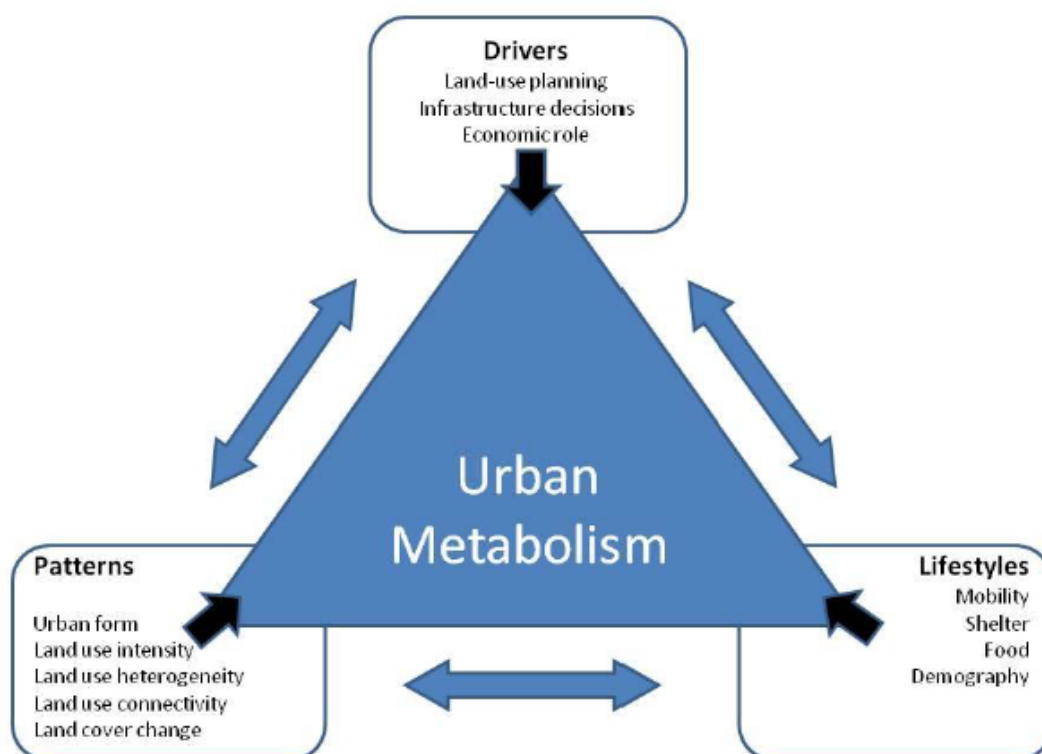 Drivers
Land-use planning
Infrastructure decisions
Economic role
Urban
Metabolism
Patterns
Urban form
Land use intensity
Land use heterogeneity
Land use connectivity
Land cover change
Lifestyles
Mobility
Shelter
Food
Demography